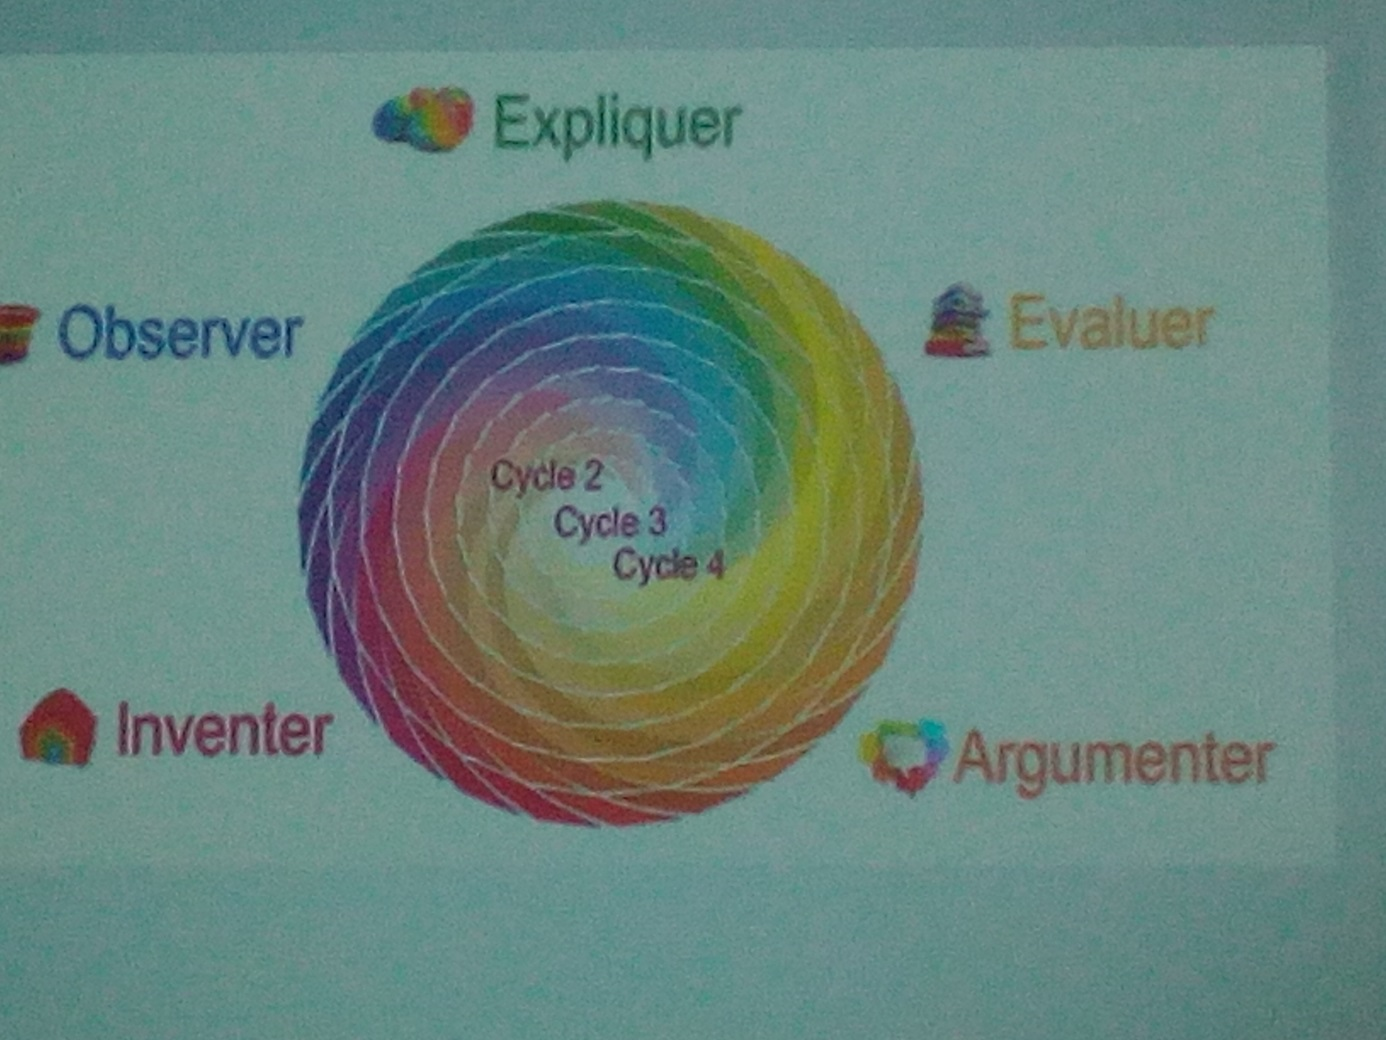 Expliquer
Observer
Evaluer
Cycle 2
Cycle 3
Cycle 4
Inventer
Argumenter